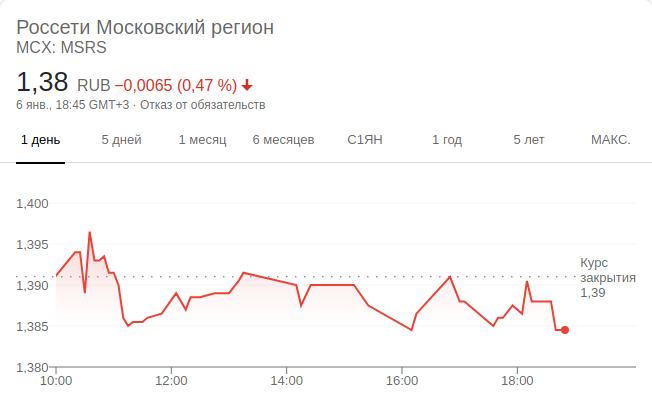 Россети Московский регион
MCX: MSRS
1,38 RUB −0,0065 (0,47 %)
6 янв., 18:45 GMT+3 · Отказ от обязательств
1 день 5 дней 1 месяц 6 месяцев С1ЯН 1 год 5 лет МАКС.
1,400
1,395
1,390
1,385
1,380
Курс
закрытия
1,39
10:00 12:00 14:00 16:00 18:00